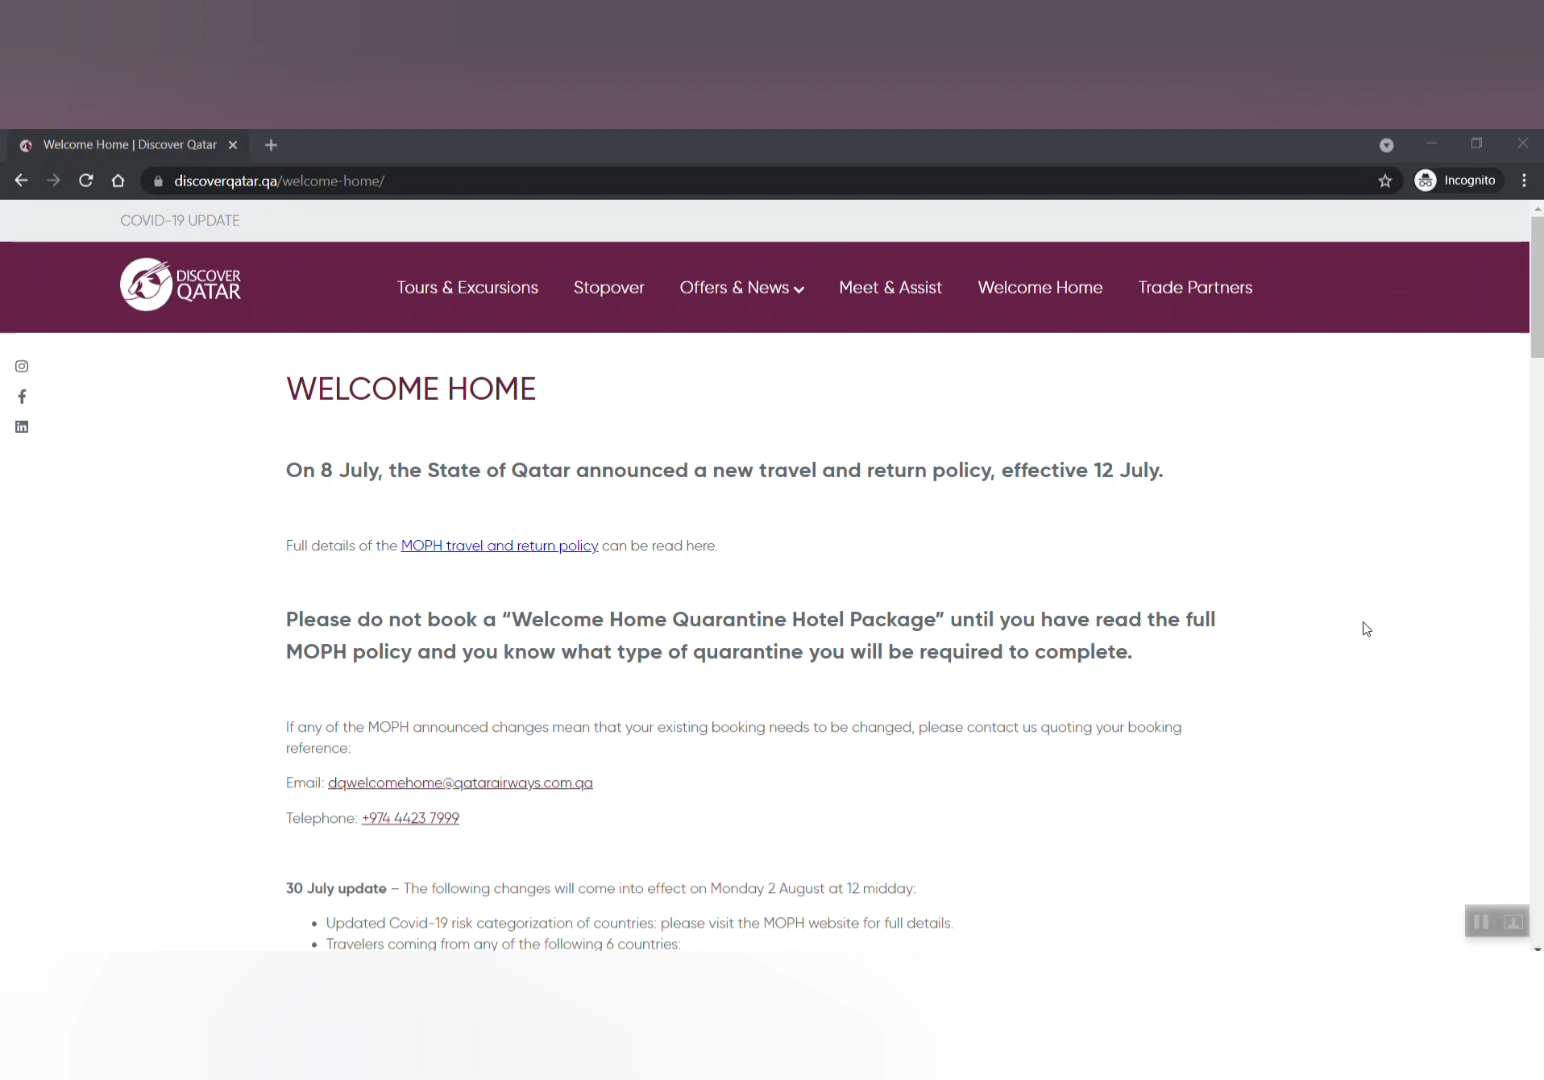 Welcome Home | Discover Qatar
discoverqatar.qa/welcome-home/
Incognito
COVID-19 UPDATE
DISCOVER
QATAR
Tours & Excursions Stopover Offers & News Meet & Assist Welcome Home Trade Partners
WELCOME HOME
On 8 July, the State of Qatar announced a new travel and return policy, effective 12 July.
Full details of the MOPH travel and return policy can be read here.
Please do not book a “Welcome Home Quarantine Hotel Package” until you have read the full
MOPH policy and you know what type of quarantine you will be required to complete.
If any of the MOPH announced changes mean that your existing booking needs to be changed, please contact us quoting your booking
reference:
Email: dqwelcomehome@qatarairways.com.qa
Telephone: +974 4423 7999
30 July update – The following changes will come into effect on Monday 2 August at 12 midday:
• Updated Covid-19 risk categorization of countries: please visit the MOPH website for full details.
• Travelers coming from any of the following 6 countries: